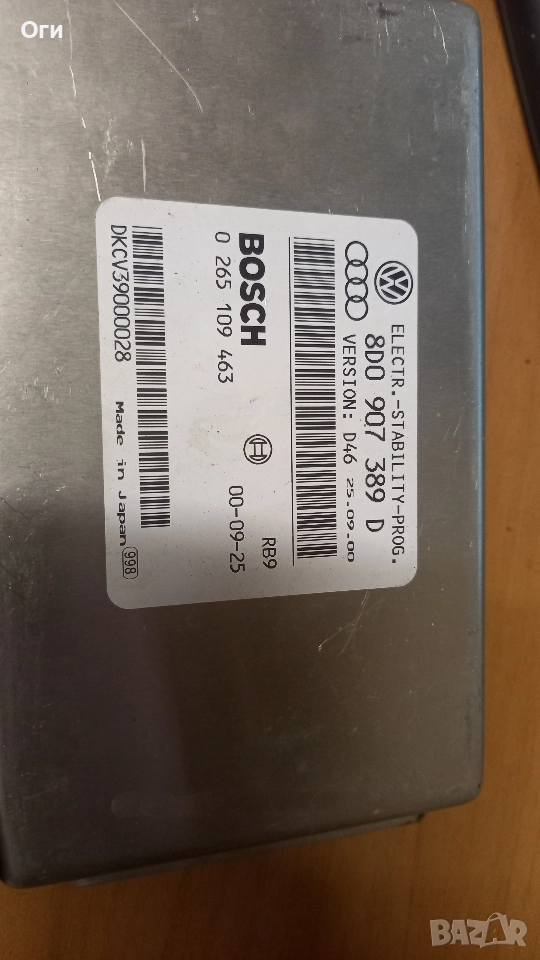 Оги
ELECTR.-STABILITY-PROG.
8D0 907 389 D
VERSION: D46 25.09.00
BOSCH
0 265 109 463
RB9
00-09-25
DKCV39000028
Made in Japan 998
BAZAR